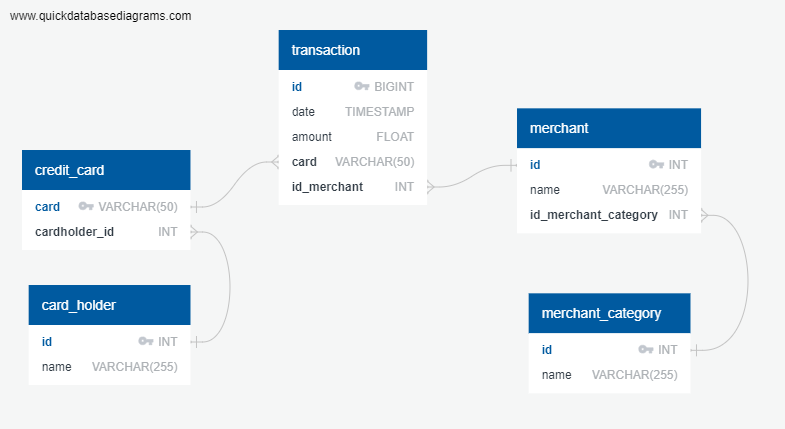 www.quickdatabasediagrams.com
transaction
id BIGINT
date TIMESTAMP
amount FLOAT
card VARCHAR(50)
id_merchant INT
merchant
id INT
name VARCHAR(255)
id_merchant_category INT
credit_card
card VARCHAR(50)
cardholder_id INT
card_holder
id INT
name VARCHAR(255)
merchant_category
id INT
name VARCHAR(255)